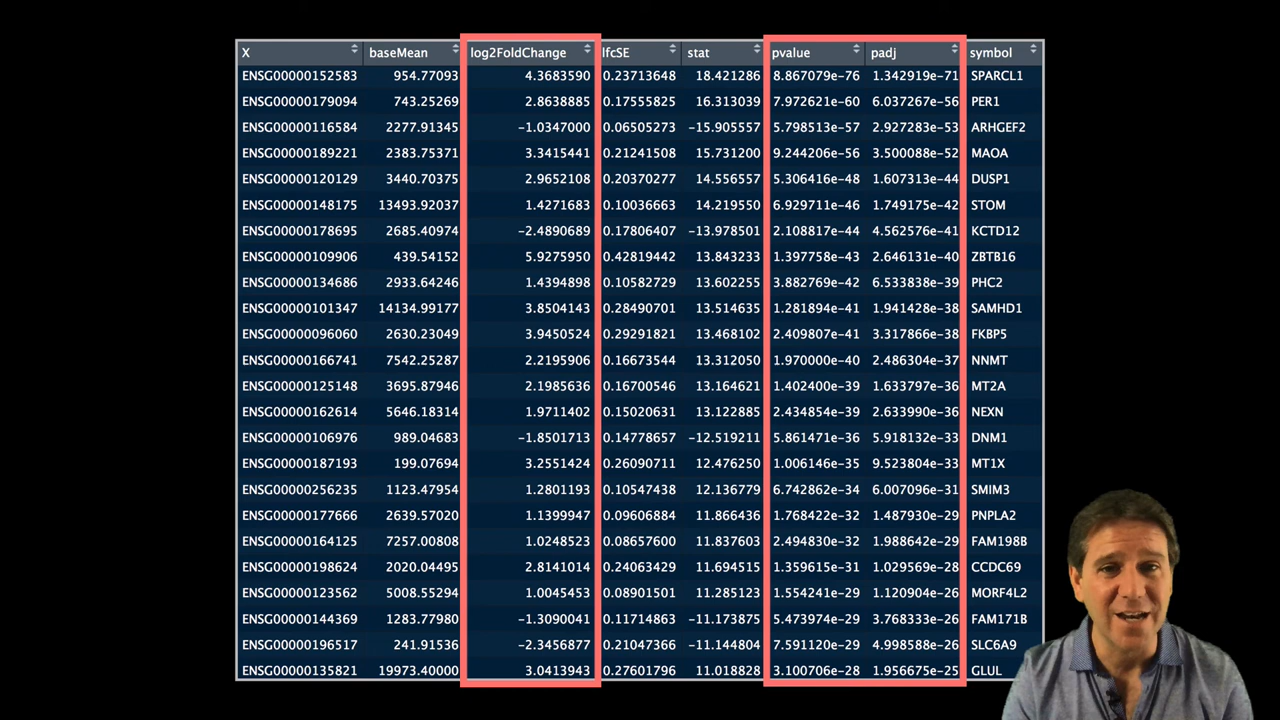 X baseMean log2FoldChange lfcSE stat pvalue padj symbol
ENSG00000152583 954.77093 4.3683590 0.23713648 18.421286 8.867079e-76 1.342919e-71 SPARCL1
ENSG00000179094 743.25269 2.8638885 0.17555825 16.313039 7.972621e-60 6.037267e-56 PER1
ENSG00000116584 2277.91345 -1.0347000 0.06505273 -15.905557 5.798513e-57 2.927283e-53 ARHGEF2
ENSG00000189221 2383.75371 3.3415441 0.21241508 15.731200 9.244206e-56 3.500088e-52 MAOA
ENSG00000120129 3440.70375 2.9652108 0.20370277 14.556557 5.306416e-48 1.607313e-44 DUSP1
ENSG00000148175 13493.92037 1.4271683 0.10036663 14.219550 6.929711e-46 1.749175e-42 STOM
ENSG00000178695 2685.40974 -2.4890689 0.17806407 -13.978501 2.108817e-44 4.562576e-41 KCTD12
ENSG00000109906 439.54152 5.9275950 0.42819442 13.843233 1.397758e-43 2.646131e-40 ZBTB16
ENSG00000134686 2933.64246 1.4394898 0.10582729 13.602255 3.882769e-42 6.533838e-39 PHC2
ENSG00000101347 14134.99177 3.8504143 0.28490701 13.514635 1.281894e-41 1.941428e-38 SAMHD1
ENSG00000096060 2630.23049 3.9450524 0.29291821 13.468102 2.409807e-41 3.317866e-38 FKBP5
ENSG00000166741 7542.25287 2.2195906 0.16673544 13.312050 1.970000e-40 2.486304e-37 NNMT
ENSG00000125148 3695.87946 2.1985636 0.16700546 13.164621 1.402400e-39 1.633797e-36 MT2A
ENSG00000162614 5646.18314 1.9711402 0.15020631 13.122885 2.434854e-39 2.633990e-36 NEXN
ENSG00000106976 989.04683 -1.8501713 0.14778657 -12.519211 5.861471e-36 5.918132e-33 DNM1
ENSG00000187193 199.07694 3.2551424 0.26090711 12.476250 1.006146e-35 9.523804e-33 MT1X
ENSG00000256235 1123.47954 1.2801193 0.10547438 12.136779 6.742862e-34 6.007096e-31 SMIM3
ENSG00000177666 2639.57020 1.1399947 0.09606884 11.866436 1.768422e-32 1.487930e-29 PNPLA2
ENSG00000164125 7257.00808 1.0248523 0.08657600 11.837603 2.494830e-32 1.988642e-29 FAM198B
ENSG00000198624 2020.04495 2.8141014 0.24063429 11.694515 1.359615e-31 1.029569e-28 CCDC69
ENSG00000123562 5008.55294 1.0045453 0.08901501 11.285123 1.554241e-29 1.120904e-26 MORF4L2
ENSG00000144369 1283.77980 -1.3090041 0.11714863 -11.173875 5.473974e-29 3.768333e-26 FAM171B
ENSG00000196517 241.91536 -2.3456877 0.21047366 -11.144804 7.591120e-29 4.998588e-26 SLC6A9
ENSG00000135821 19973.40000 3.0413943 0.27601796 11.018828 3.100706e-28 1.956675e-25 GLUL